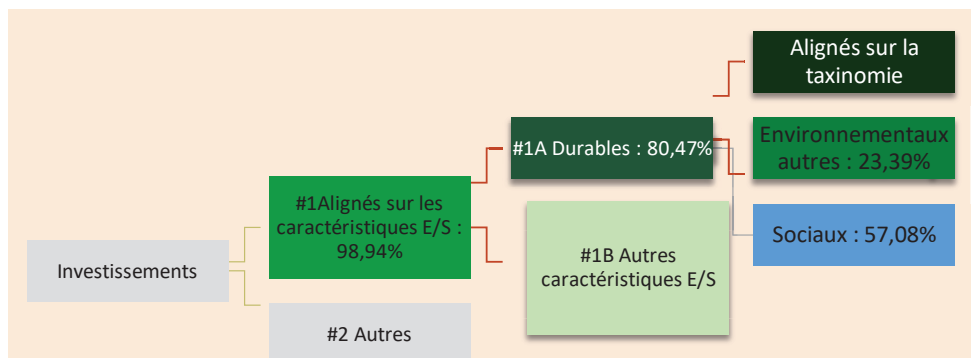 Alignés sur la
taxinomie
#1A Durables : 80,47%
Environnementaux
autres : 23,39%
#1Alignés sur les
caractéristiques E/S :
98,94%
Sociaux : 57,08%
#1B Autres
caractéristiques E/S
Investissements
#2 Autres